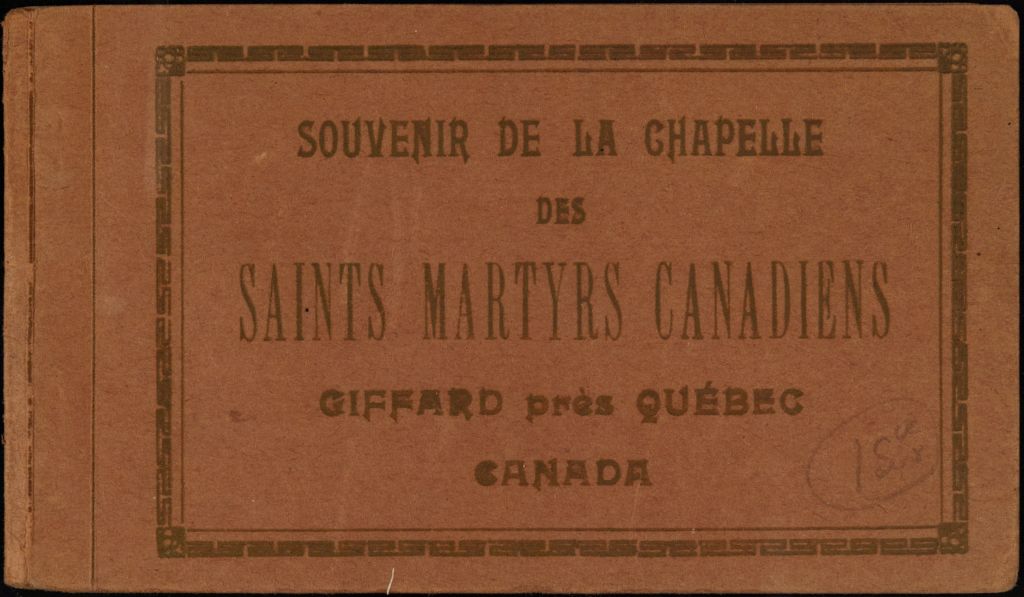 SOUVENIR DE LA CHAPELLE
DES
SAINTS MARTYRS CANADIENS
GIFFARD près QUÉBEC
CANADA